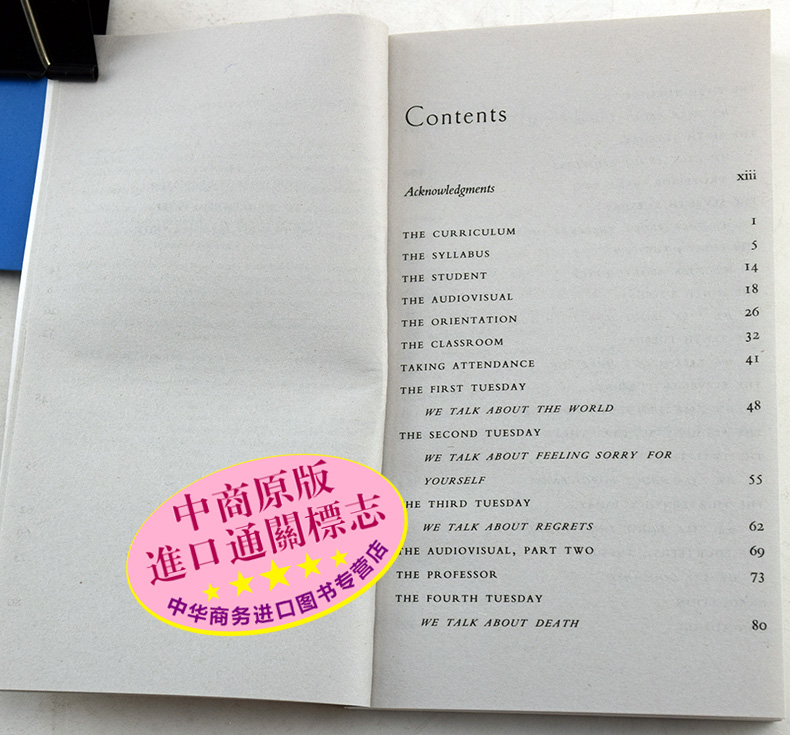 Contents
Acknowledgments xiii
THE CURRICULUM 1
THE SYLLABUS 5
THE STUDENT 14
THE AUDIOVISUAL 18
THE ORIENTATION 26
THE CLASSROOM 32
TAKING ATTENDANCE 41
THE FIRST TUESDAY
WE TALK ABOUT THE WORLD 48
THE SECOND TUESDAY
WE TALK ABOUT FEELING SORRY FOR
YOURSELF 55
THE THIRD TUESDAY
WE TALK ABOUT REGRETS 62
THE AUDIOVISUAL, PART TWO 69
THE PROFESSOR 73
THE FOURTH TUESDAY
WE TALK ABOUT DEATH 80
中商原版
進口通關標志
中华商务进口图书专营店